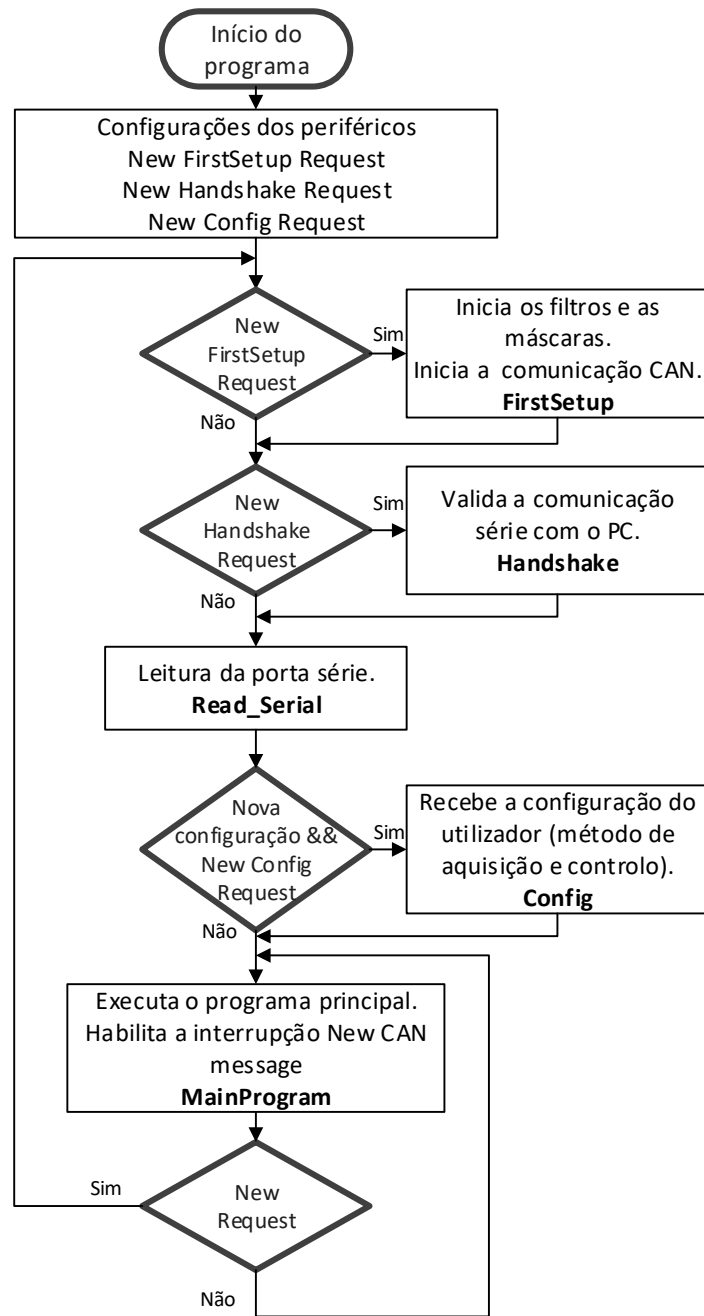 Início do
programa
Configurações dos periféricos
New FirstSetup Request
New Handshake Request
New Config Request
New
FirstSetup
Request
Sim
Não
Inicia os filtros e as
máscaras.
Inicia a comunicação CAN.
FirstSetup
New
Handshake
Request
Sim
Não
Valida a comunicação
série com o PC.
Handshake
Leitura da porta série.
Read_Serial
Nova
configuração &&
New Config
Request
Sim
Não
Recebe a configuração do
utilizador (método de
aquisição e controlo).
Config
Executa o programa principal.
Habilita a interrupção New CAN
message
MainProgram
Sim
New
Request
Não